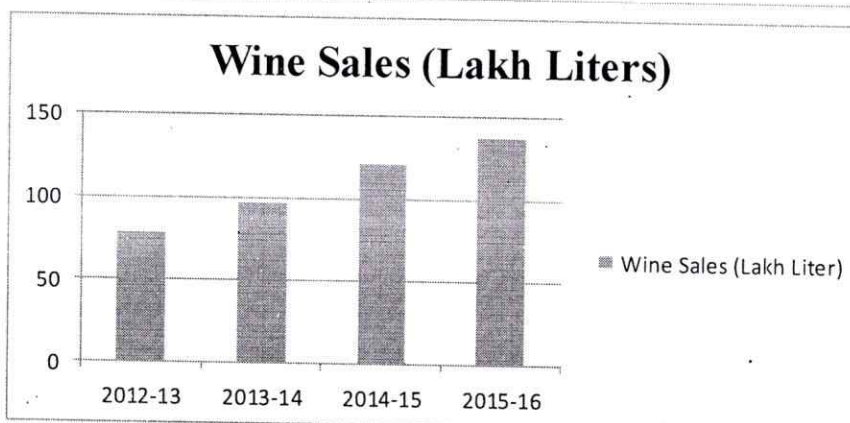 Wine Sales (Lakh Liters)
150
100
50
0
2012-13 2013-14 2014-15 2015-16
Wine Sales (Lakh Liter)